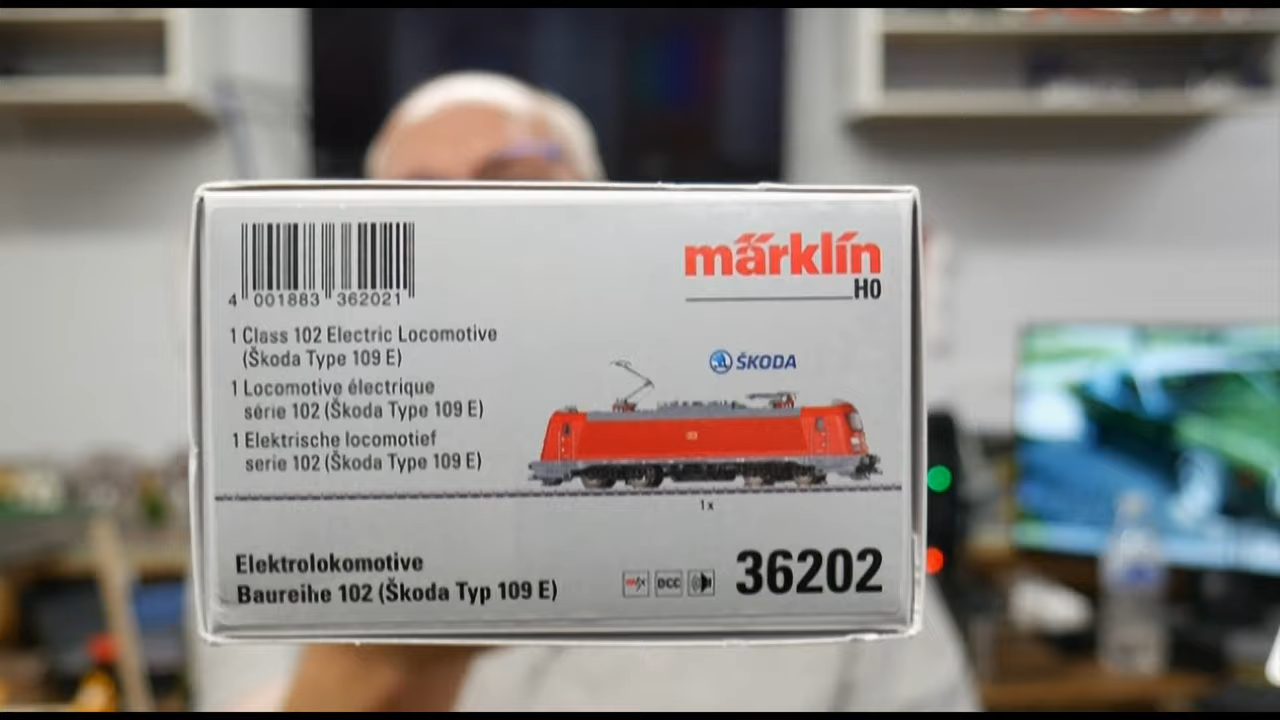 4 001883 362021
märklín
H0
1 Class 102 Electric Locomotive
(Škoda Type 109 E)
1 Locomotive électrique
série 102 (Škoda Type 109 E)
1 Elektrische locomotief
serie 102 (Škoda Type 109 E)
ŠKODA
1x
Elektrolokomotive
Baureihe 102 (Škoda Typ 109 E)
DCC
36202